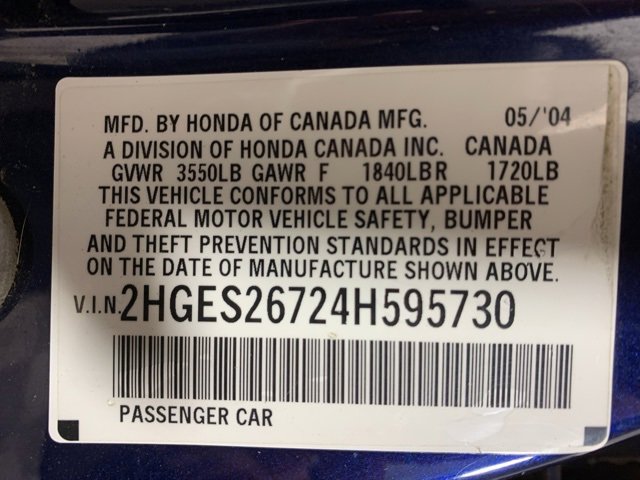 MFD. BY HONDA OF CANADA MFG. 05/'04
A DIVISION OF HONDA CANADA INC. CANADA
GVWR 3550LB GAWR F 1840LB R 1720LB
THIS VEHICLE CONFORMS TO ALL APPLICABLE
FEDERAL MOTOR VEHICLE SAFETY, BUMPER
AND THEFT PREVENTION STANDARDS IN EFFECT
ON THE DATE OF MANUFACTURE SHOWN ABOVE.
V.I.N. 2HGES26724H595730
PASSENGER CAR